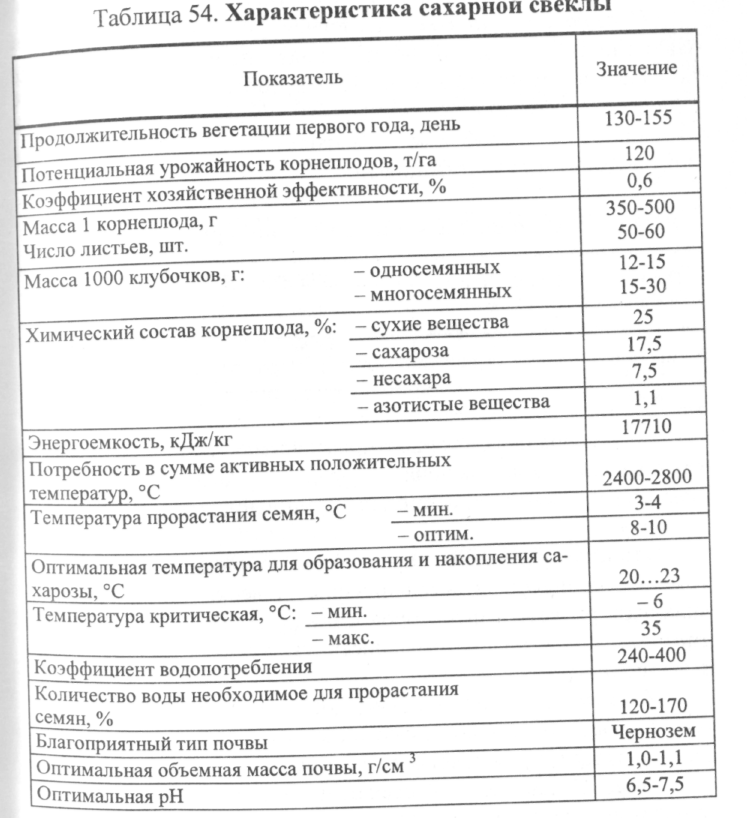 Таблица 54. Характеристика сахарной свеклы
Показатель Значение
Продолжительность вегетации первого года, день 130-155
Потенциальная урожайность корнеплодов, т/га 120
Коэффициент хозяйственной эффективности, % 0,6
Масса 1 корнеплода, г 350-500
Число листьев, шт. 50-60
Масса 1000 клубочков, г: – односемянных 12-15
– многосемянных 15-30
Химический состав корнеплода, %: – сухие вещества 25
– сахароза 17,5
– несахара 7,5
– азотистые вещества 1,1
Энергоемкость, кДж/кг 17710
Потребность в сумме активных положительных
температур, °С 2400-2800
Температура прорастания семян, °С – мин. 3-4
– оптим. 8-10
Оптимальная температура для образования и накопления са-
харозы, °С 20…23
Температура критическая, °С: – мин. – 6
– макс. 35
Коэффициент водопотребления 240-400
Количество воды необходимое для прорастания
семян, % 120-170
Благоприятный тип почвы Чернозем
Оптимальная объемная масса почвы, г/см ³ 1,0-1,1
Оптимальная pH 6,5-7,5